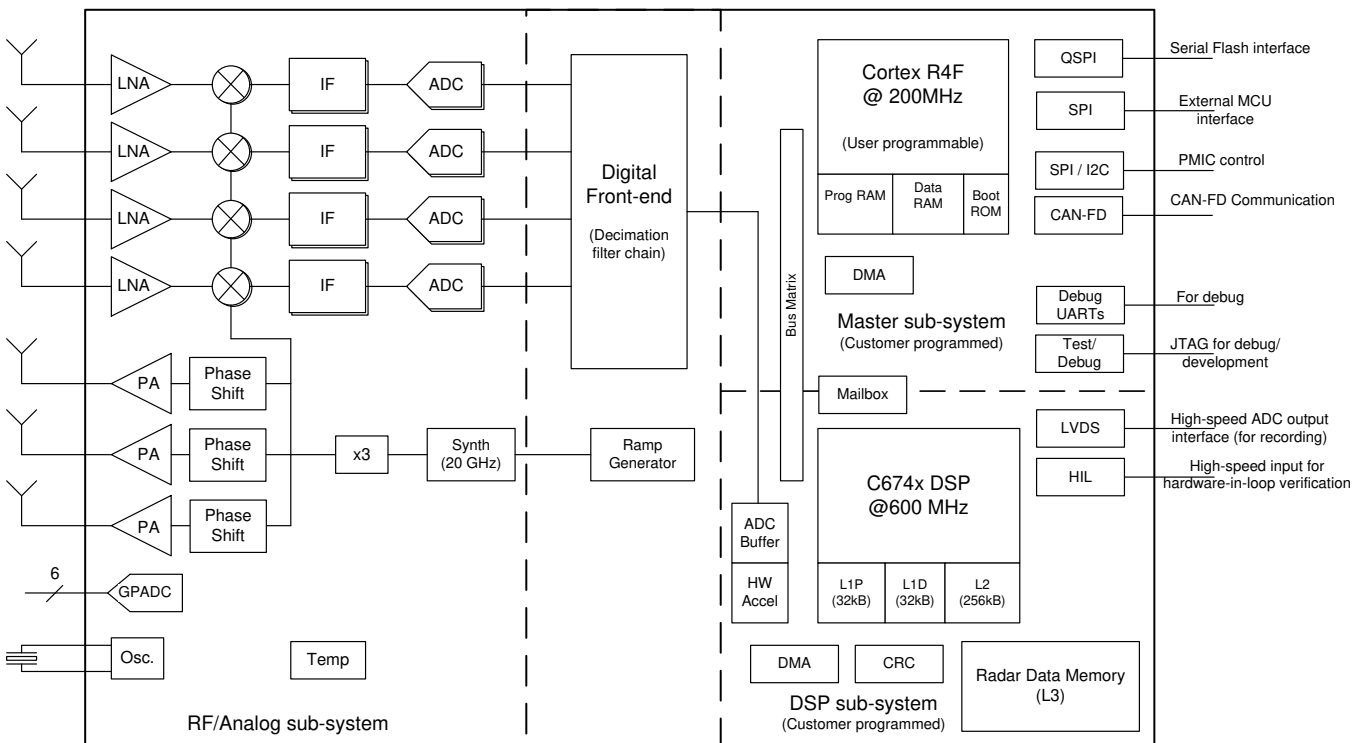 LNA
IF
ADC
LNA
IF
ADC
LNA
IF
ADC
LNA
IF
ADC
PA
Phase
Shift
PA
Phase
Shift
PA
Phase
Shift
x3
Synth
(20 GHz)
6
GPADC
Osc.
Temp
RF/Analog sub-system
Digital
Front-end
(Decimation
filter chain)
Ramp
Generator
Bus Matrix
Cortex R4F
@ 200MHz
(User programmable)
Prog RAM
Data
RAM
Boot
ROM
DMA
Master sub-system
(Customer programmed)
Mailbox
QSPI
Serial Flash interface
SPI
External MCU
interface
SPI / I2C
PMIC control
CAN-FD
CAN-FD Communication
Debug
UARTs
For debug
Test/
Debug
JTAG for debug/
development
LVDS
High-speed ADC output
interface (for recording)
HIL
High-speed input for
hardware-in-loop verification
C674x DSP
@600 MHz
ADC
Buffer
HW
Accel
L1P
(32kB)
L1D
(32kB)
L2
(256kB)
DMA
CRC
DSP sub-system
(Customer programmed)
Radar Data Memory
(L3)